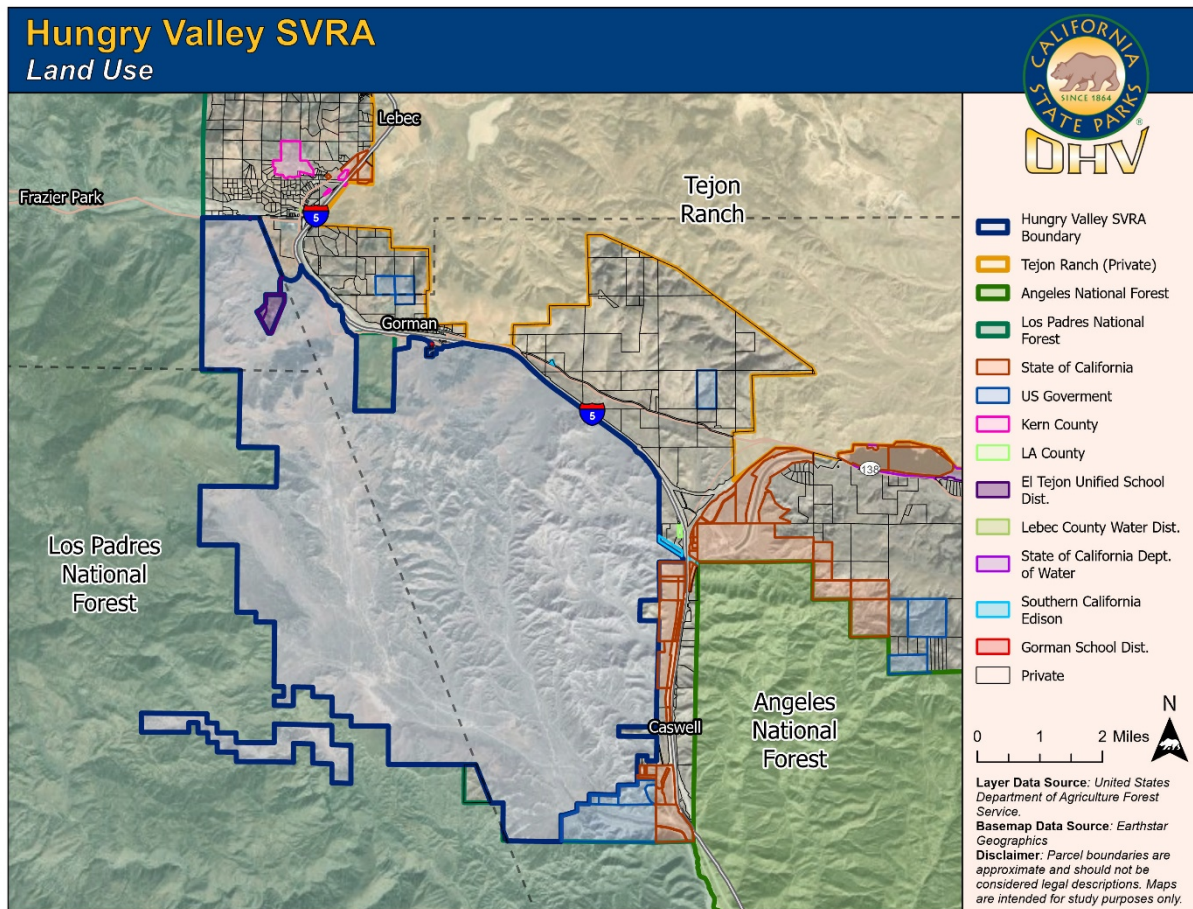 Hungry Valley SVRA
Land Use
CALIFORNIA
STATE PARKS
SINCE 1864
OHV
®
Lebec
Frazier Park
5
Tejon
Ranch
Gorman
5
138
Los Padres
National
Forest
Caswell
Angeles
National
Forest
Hungry Valley SVRA
Boundary
Tejon Ranch (Private)
Angeles National Forest
Los Padres National
Forest
State of California
US Goverment
Kern County
LA County
El Tejon Unified School
Dist.
Lebec County Water Dist.
State of California Dept.
of Water
Southern California
Edison
Gorman School Dist.
Private
N
0 1 2 Miles
Layer Data Source: United States
Department of Agriculture Forest
Service.
Basemap Data Source: Earthstar
Geographics
Disclaimer: Parcel boundaries are
approximate and should not be
considered legal descriptions. Maps
are intended for study purposes only.